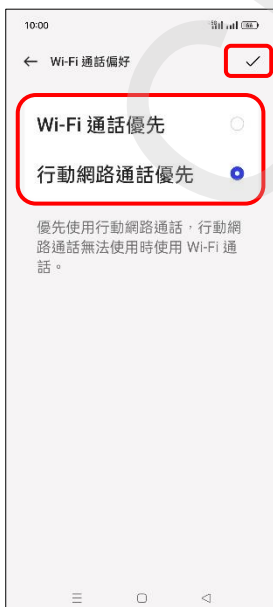 10:00
66
Wi-Fi 通話偏好
Wi-Fi 通話優先
行動網路通話優先
優先使用行動網路通話，行動網
路通話無法使用時使用 Wi-Fi 通
話。